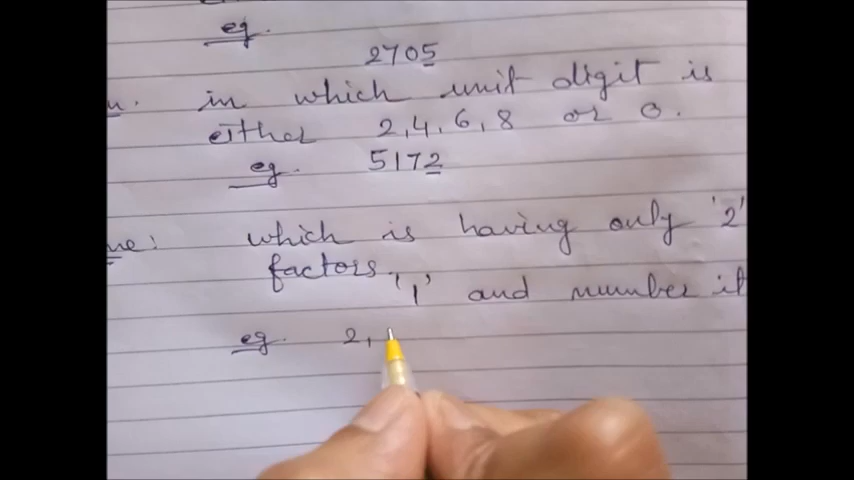 eg.
2705
n. in which unit digit is
either 2,4,6,8 or 0.
eg. 5172
me: which is having only '2'
factors. '1' and number it
eg. 2,